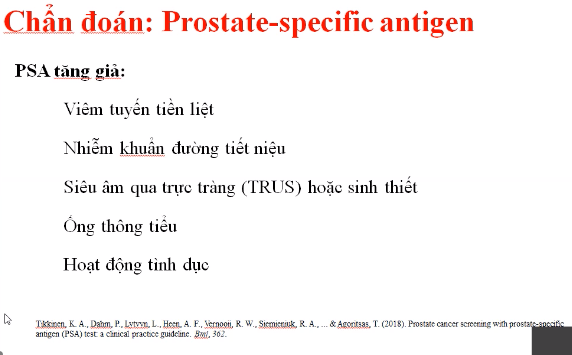 Chẩn đoán: Prostate-specific antigen
PSA tăng giả:
Viêm tuyến tiền liệt
Nhiễm khuẩn đường tiết niệu
Siêu âm qua trực tràng (TRUS) hoặc sinh thiết
Ống thông tiểu
Hoạt động tình dục
Tikkinen, K. A., Dahm, P., Lytvyn, L., Heen, A. F., Vernooij, R. W., Siemieniuk, R. A., ... & Agoritsas, T. (2018). Prostate cancer screening with prostate-specific
antigen (PSA) test: a clinical practice guideline. Bmj, 362.